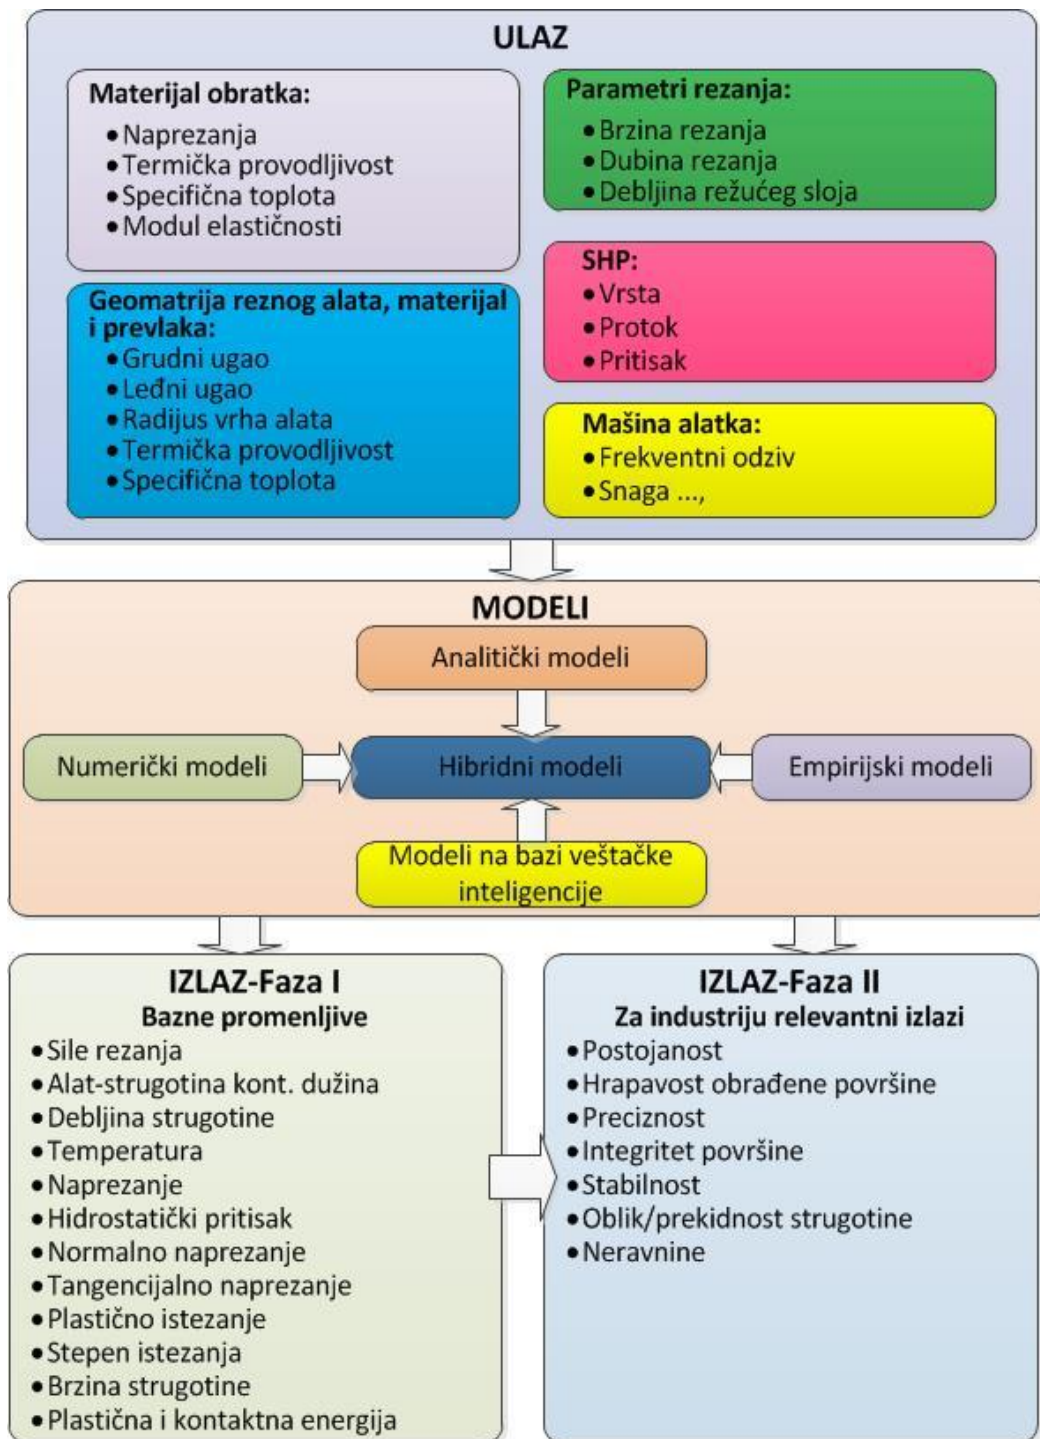 ULAZ
Materijal obratka:
•Naprezanja
•Termička provodljivost
•Specifična toplota
•Modul elastičnosti
Geomatrija reznog alata, materijal
i prevlaka:
•Grudni ugao
•Leđni ugao
•Radijus vrha alata
•Termička provodljivost
•Specifična toplota
Parametri rezanja:
•Brzina rezanja
•Dubina rezanja
•Debljina režućeg sloja
SHP:
•Vrsta
•Protok
•Pritisak
Mašina alatka:
•Frekventni odziv
•Snaga ...,
MODELI
Analitički modeli
Numerički modeli
Hibridni modeli
Empirijski modeli
Modeli na bazi veštačke
inteligencije
IZLAZ-Faza I
Bazne promenljive
•Sile rezanja
•Alat-strugotina kont. dužina
•Debljina strugotine
•Temperatura
•Naprezanje
•Hidrostatički pritisak
•Normalno naprezanje
•Tangencijalno naprezanje
•Plastično istezanje
•Stepen istezanja
•Brzina strugotine
•Plastična i kontaktna energija
IZLAZ-Faza II
Za industriju relevantni izlazi
•Postojanost
•Hrapavost obrađene površine
•Preciznost
•Integritet površine
•Stabilnost
•Oblik/prekidnost strugotine
•Neravnine